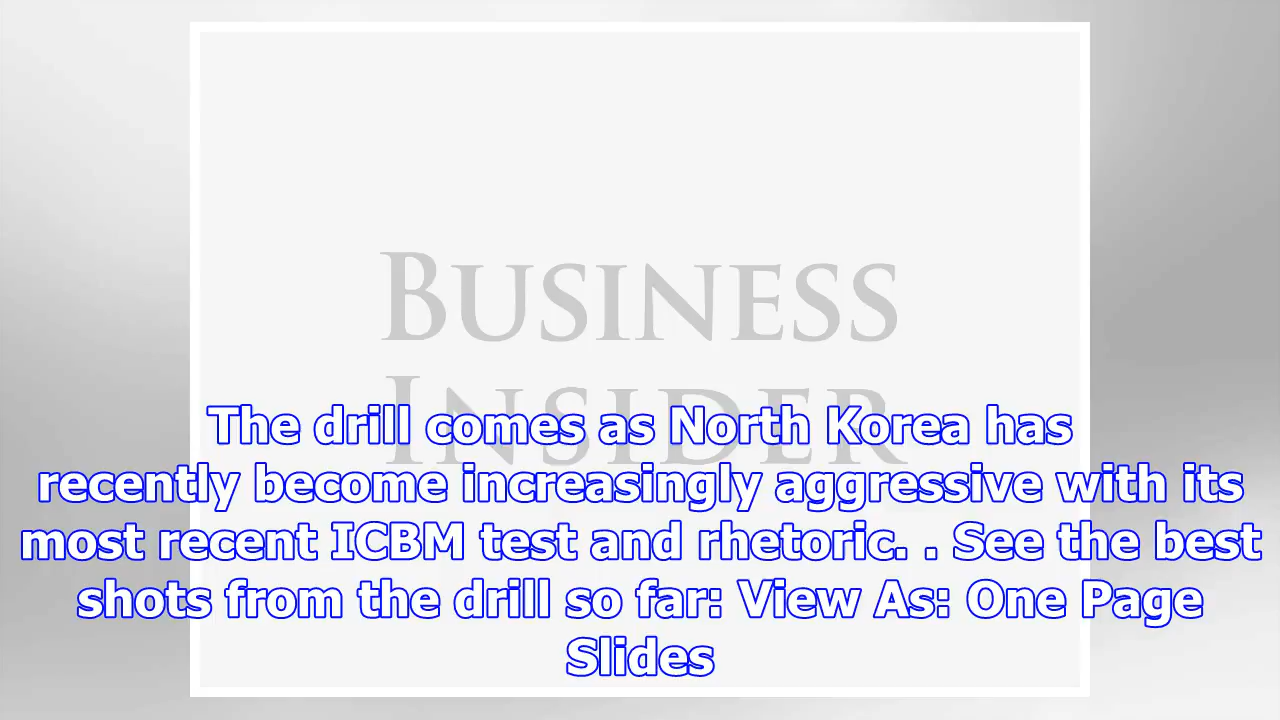 BUSINESS
INSIDER
The drill comes as North Korea has
recently become increasingly aggressive with its
most recent ICBM test and rhetoric. . See the best
shots from the drill so far: View As: One Page
Slides